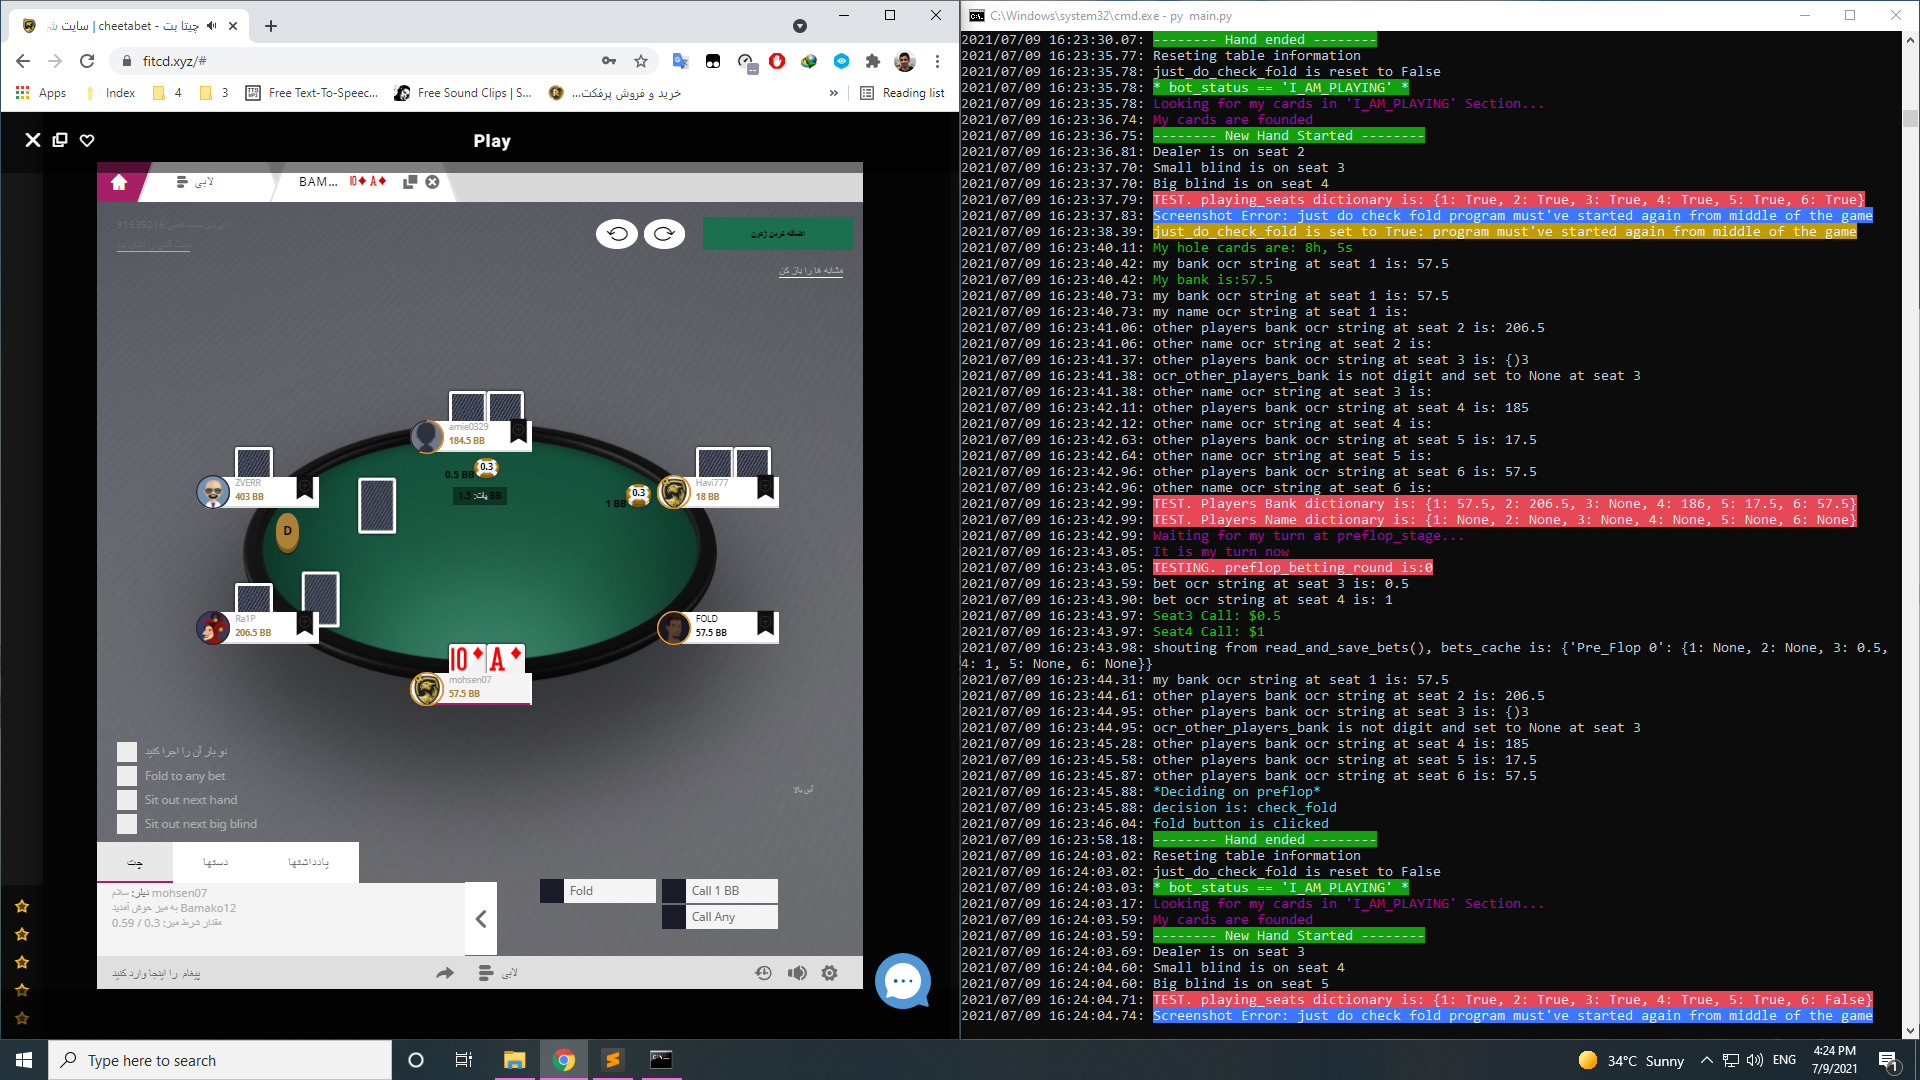 چیتا بت - cheetabet | سایت
fitcd.xyz/#
Apps
Index
4
3
Free Text-To-Speec...
Free Sound Clips | S...
خرید و فروش پرفکت...
»
Reading list
Play
لابی
BAM... 10♦ A♦
91635216
اضافه کردن ژتون
مشابه ها را باز کن
amie0329
184.5 BB
ZVERR
403 BB
0.5 BB
0.3
پات: 1.5 BB
Havi777
18 BB
1 BB
0.3
D
Ra1P
206.5 BB
FOLD
57.5 BB
10♦ A♦
mohsen07
57.5 BB
دو بار آن را اجرا کنید
Fold to any bet
Sit out next hand
Sit out next big blind
آس بالا
چت
دستها
یادداشتها
دیلر: سلام mohsen07
به میز خوش آمدید Bamako12
مقدار شرط میز: 0.3 / 0.59
Fold
Call 1 BB
Call Any
پیغام را اینجا وارد کنید
لابی
C:\Windows\system32\cmd.exe - py main.py
2021/07/09 16:23:30.07: -------- Hand ended --------
2021/07/09 16:23:35.77: Reseting table information
2021/07/09 16:23:35.78: just_do_check_fold is reset to False
2021/07/09 16:23:35.78: * bot_status == 'I_AM_PLAYING' *
2021/07/09 16:23:35.78: Looking for my cards in 'I_AM_PLAYING' Section...
2021/07/09 16:23:36.74: My cards are founded
2021/07/09 16:23:36.75: -------- New Hand Started --------
2021/07/09 16:23:36.81: Dealer is on seat 2
2021/07/09 16:23:37.70: Small blind is on seat 3
2021/07/09 16:23:37.70: Big blind is on seat 4
2021/07/09 16:23:37.79: TEST. playing_seats dictionary is: {1: True, 2: True, 3: True, 4: True, 5: True, 6: True}
2021/07/09 16:23:37.83: Screenshot Error: just do check fold program must've started again from middle of the game
2021/07/09 16:23:38.39: just_do_check_fold is set to True: program must've started again from middle of the game
2021/07/09 16:23:40.11: My hole cards are: 8h, 5s
2021/07/09 16:23:40.42: my bank ocr string at seat 1 is: 57.5
2021/07/09 16:23:40.42: My bank is:57.5
2021/07/09 16:23:40.73: my bank ocr string at seat 1 is: 57.5
2021/07/09 16:23:40.73: my name ocr string at seat 1 is:
2021/07/09 16:23:41.06: other players bank ocr string at seat 2 is: 206.5
2021/07/09 16:23:41.06: other name ocr string at seat 2 is:
2021/07/09 16:23:41.37: other players bank ocr string at seat 3 is: {)3
2021/07/09 16:23:41.38: ocr_other_players_bank is not digit and set to None at seat 3
2021/07/09 16:23:41.38: other name ocr string at seat 3 is:
2021/07/09 16:23:42.11: other players bank ocr string at seat 4 is: 185
2021/07/09 16:23:42.12: other name ocr string at seat 4 is:
2021/07/09 16:23:42.63: other players bank ocr string at seat 5 is: 17.5
2021/07/09 16:23:42.64: other name ocr string at seat 5 is:
2021/07/09 16:23:42.96: other players bank ocr string at seat 6 is: 57.5
2021/07/09 16:23:42.96: other name ocr string at seat 6 is:
2021/07/09 16:23:42.99: TEST. Players Bank dictionary is: {1: 57.5, 2: 206.5, 3: None, 4: 186, 5: 17.5, 6: 57.5}
2021/07/09 16:23:42.99: TEST. Players Name dictionary is: {1: None, 2: None, 3: None, 4: None, 5: None, 6: None}
2021/07/09 16:23:42.99: Waiting for my turn at preflop_stage...
2021/07/09 16:23:43.05: It is my turn now
2021/07/09 16:23:43.05: TESTING. preflop_betting_round is:0
2021/07/09 16:23:43.59: bet ocr string at seat 3 is: 0.5
2021/07/09 16:23:43.90: bet ocr string at seat 4 is: 1
2021/07/09 16:23:43.97: Seat3 Call: $0.5
2021/07/09 16:23:43.97: Seat4 Call: $1
2021/07/09 16:23:43.98: shouting from read_and_save_bets(), bets_cache is: {'Pre_Flop 0': {1: None, 2: None, 3: 0.5,
4: 1, 5: None, 6: None}}
2021/07/09 16:23:44.31: my bank ocr string at seat 1 is: 57.5
2021/07/09 16:23:44.61: other players bank ocr string at seat 2 is: 206.5
2021/07/09 16:23:44.95: other players bank ocr string at seat 3 is: {)3
2021/07/09 16:23:44.95: ocr_other_players_bank is not digit and set to None at seat 3
2021/07/09 16:23:45.28: other players bank ocr string at seat 4 is: 185
2021/07/09 16:23:45.58: other players bank ocr string at seat 5 is: 17.5
2021/07/09 16:23:45.87: other players bank ocr string at seat 6 is: 57.5
2021/07/09 16:23:45.88: *Deciding on preflop*
2021/07/09 16:23:45.88: decision is: check_fold
2021/07/09 16:23:46.04: fold button is clicked
2021/07/09 16:23:58.18: -------- Hand ended --------
2021/07/09 16:24:03.02: Reseting table information
2021/07/09 16:24:03.02: just_do_check_fold is reset to False
2021/07/09 16:24:03.03: * bot_status == 'I_AM_PLAYING' *
2021/07/09 16:24:03.17: Looking for my cards in 'I_AM_PLAYING' Section...
2021/07/09 16:24:03.59: My cards are founded
2021/07/09 16:24:03.59: -------- New Hand Started --------
2021/07/09 16:24:03.69: Dealer is on seat 3
2021/07/09 16:24:04.60: Small blind is on seat 4
2021/07/09 16:24:04.60: Big blind is on seat 5
2021/07/09 16:24:04.71: TEST. playing_seats dictionary is: {1: True, 2: True, 3: True, 4: True, 5: True, 6: False}
2021/07/09 16:24:04.74: Screenshot Error: just do check fold program must've started again from middle of the game
Type here to search
34°C Sunny
ENG
4:24 PM
7/9/2021
1